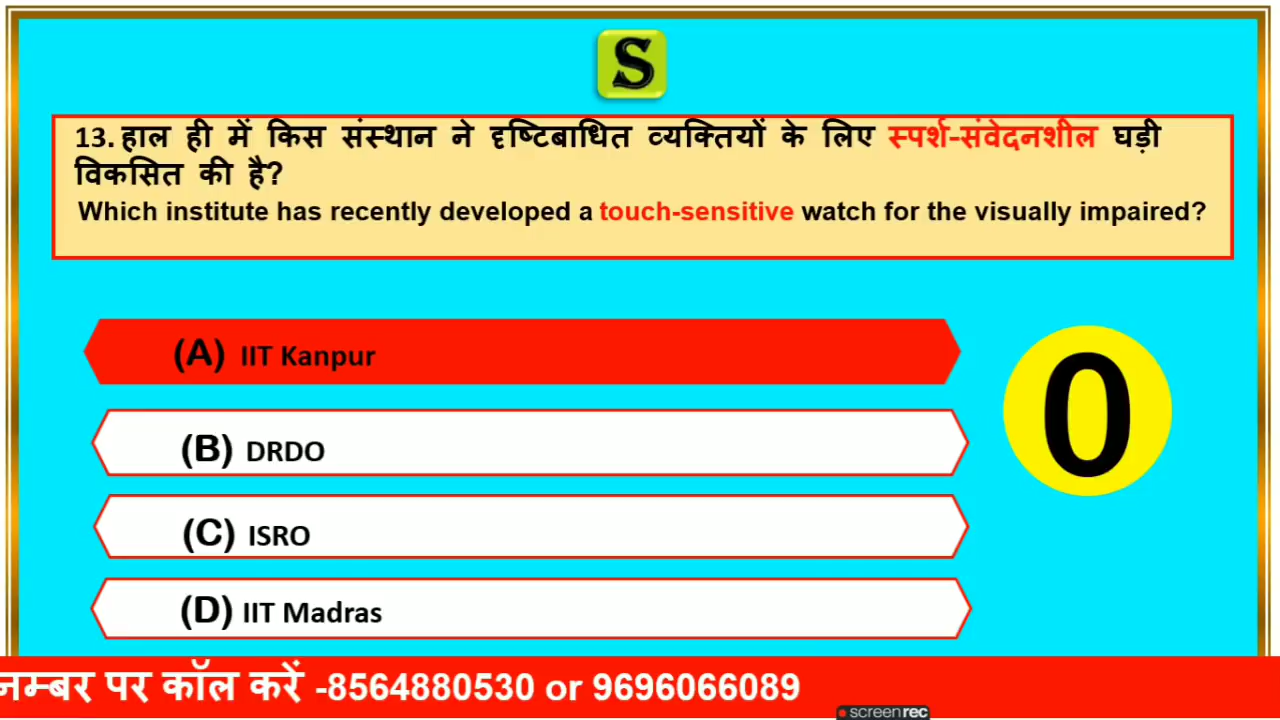 S
13. हाल ही में किस संस्थान ने दृष्टिबाधित व्यक्तियों के लिए स्पर्श-संवेदनशील घड़ी
विकसित की है?
Which institute has recently developed a touch-sensitive watch for the visually impaired?
(A) IIT Kanpur
0
(B) DRDO
(C) ISRO
(D) IIT Madras
नम्बर पर कॉल करें -8564880530 or 9696066089
screenrec